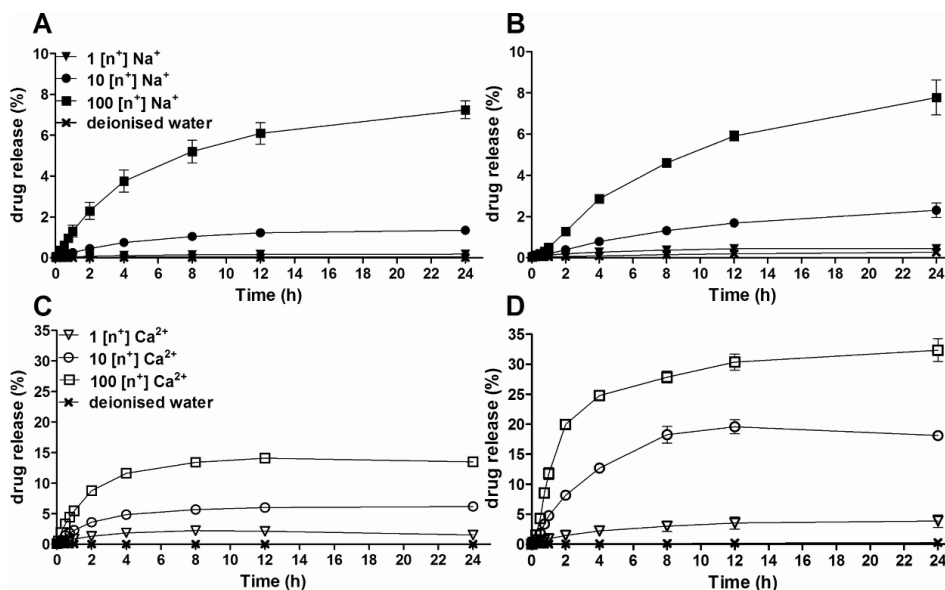 A
1 [n⁺] Na⁺
10 [n⁺] Na⁺
100 [n⁺] Na⁺
deionised water
drug release (%)
10
8
6
4
2
0
0 2 4 6 8 10 12 14 16 18 20 22 24
Time (h)
B
drug release (%)
10
8
6
4
2
0
0 2 4 6 8 10 12 14 16 18 20 22 24
Time (h)
C
1 [n⁺] Ca²⁺
10 [n⁺] Ca²⁺
100 [n⁺] Ca²⁺
deionised water
drug release (%)
35
30
25
20
15
10
5
0
0 2 4 6 8 10 12 14 16 18 20 22 24
Time (h)
D
drug release (%)
35
30
25
20
15
10
5
0
0 2 4 6 8 10 12 14 16 18 20 22 24
Time (h)